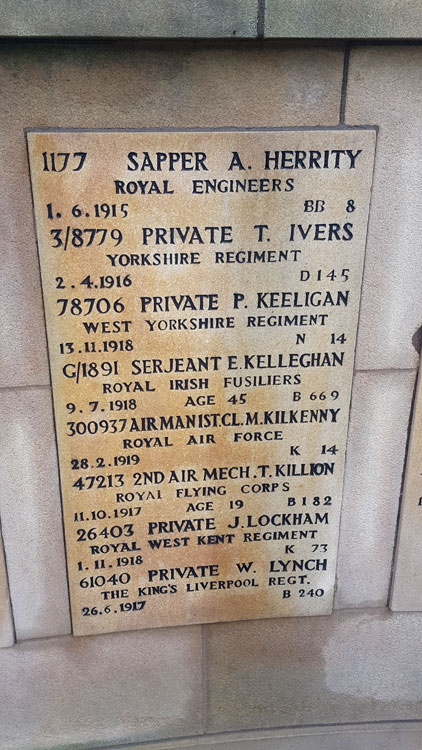 1177 SAPPER A. HERRITY
ROYAL ENGINEERS
1. 6. 1915 BB 8
3/8779 PRIVATE T. IVERS
YORKSHIRE REGIMENT
2. 4. 1916 D 145
78706 PRIVATE P. KEELIGAN
WEST YORKSHIRE REGIMENT
13. 11. 1918 N 14
G/1891 SERJEANT E. KELLEGHAN
ROYAL IRISH FUSILIERS
9. 7. 1918 AGE 45 B 669
300937 AIRMAN 1ST. CL. M. KILKENNY
ROYAL AIR FORCE
28. 2. 1919 K 14
47213 2ND AIR MECH. T. KILLION
ROYAL FLYING CORPS
11. 10. 1917 AGE 19 B 182
26403 PRIVATE J. LOCKHAM
ROYAL WEST KENT REGIMENT
1. 11. 1918 K 73
61040 PRIVATE W. LYNCH
THE KING'S LIVERPOOL REGT.
26. 6. 1917 B 240